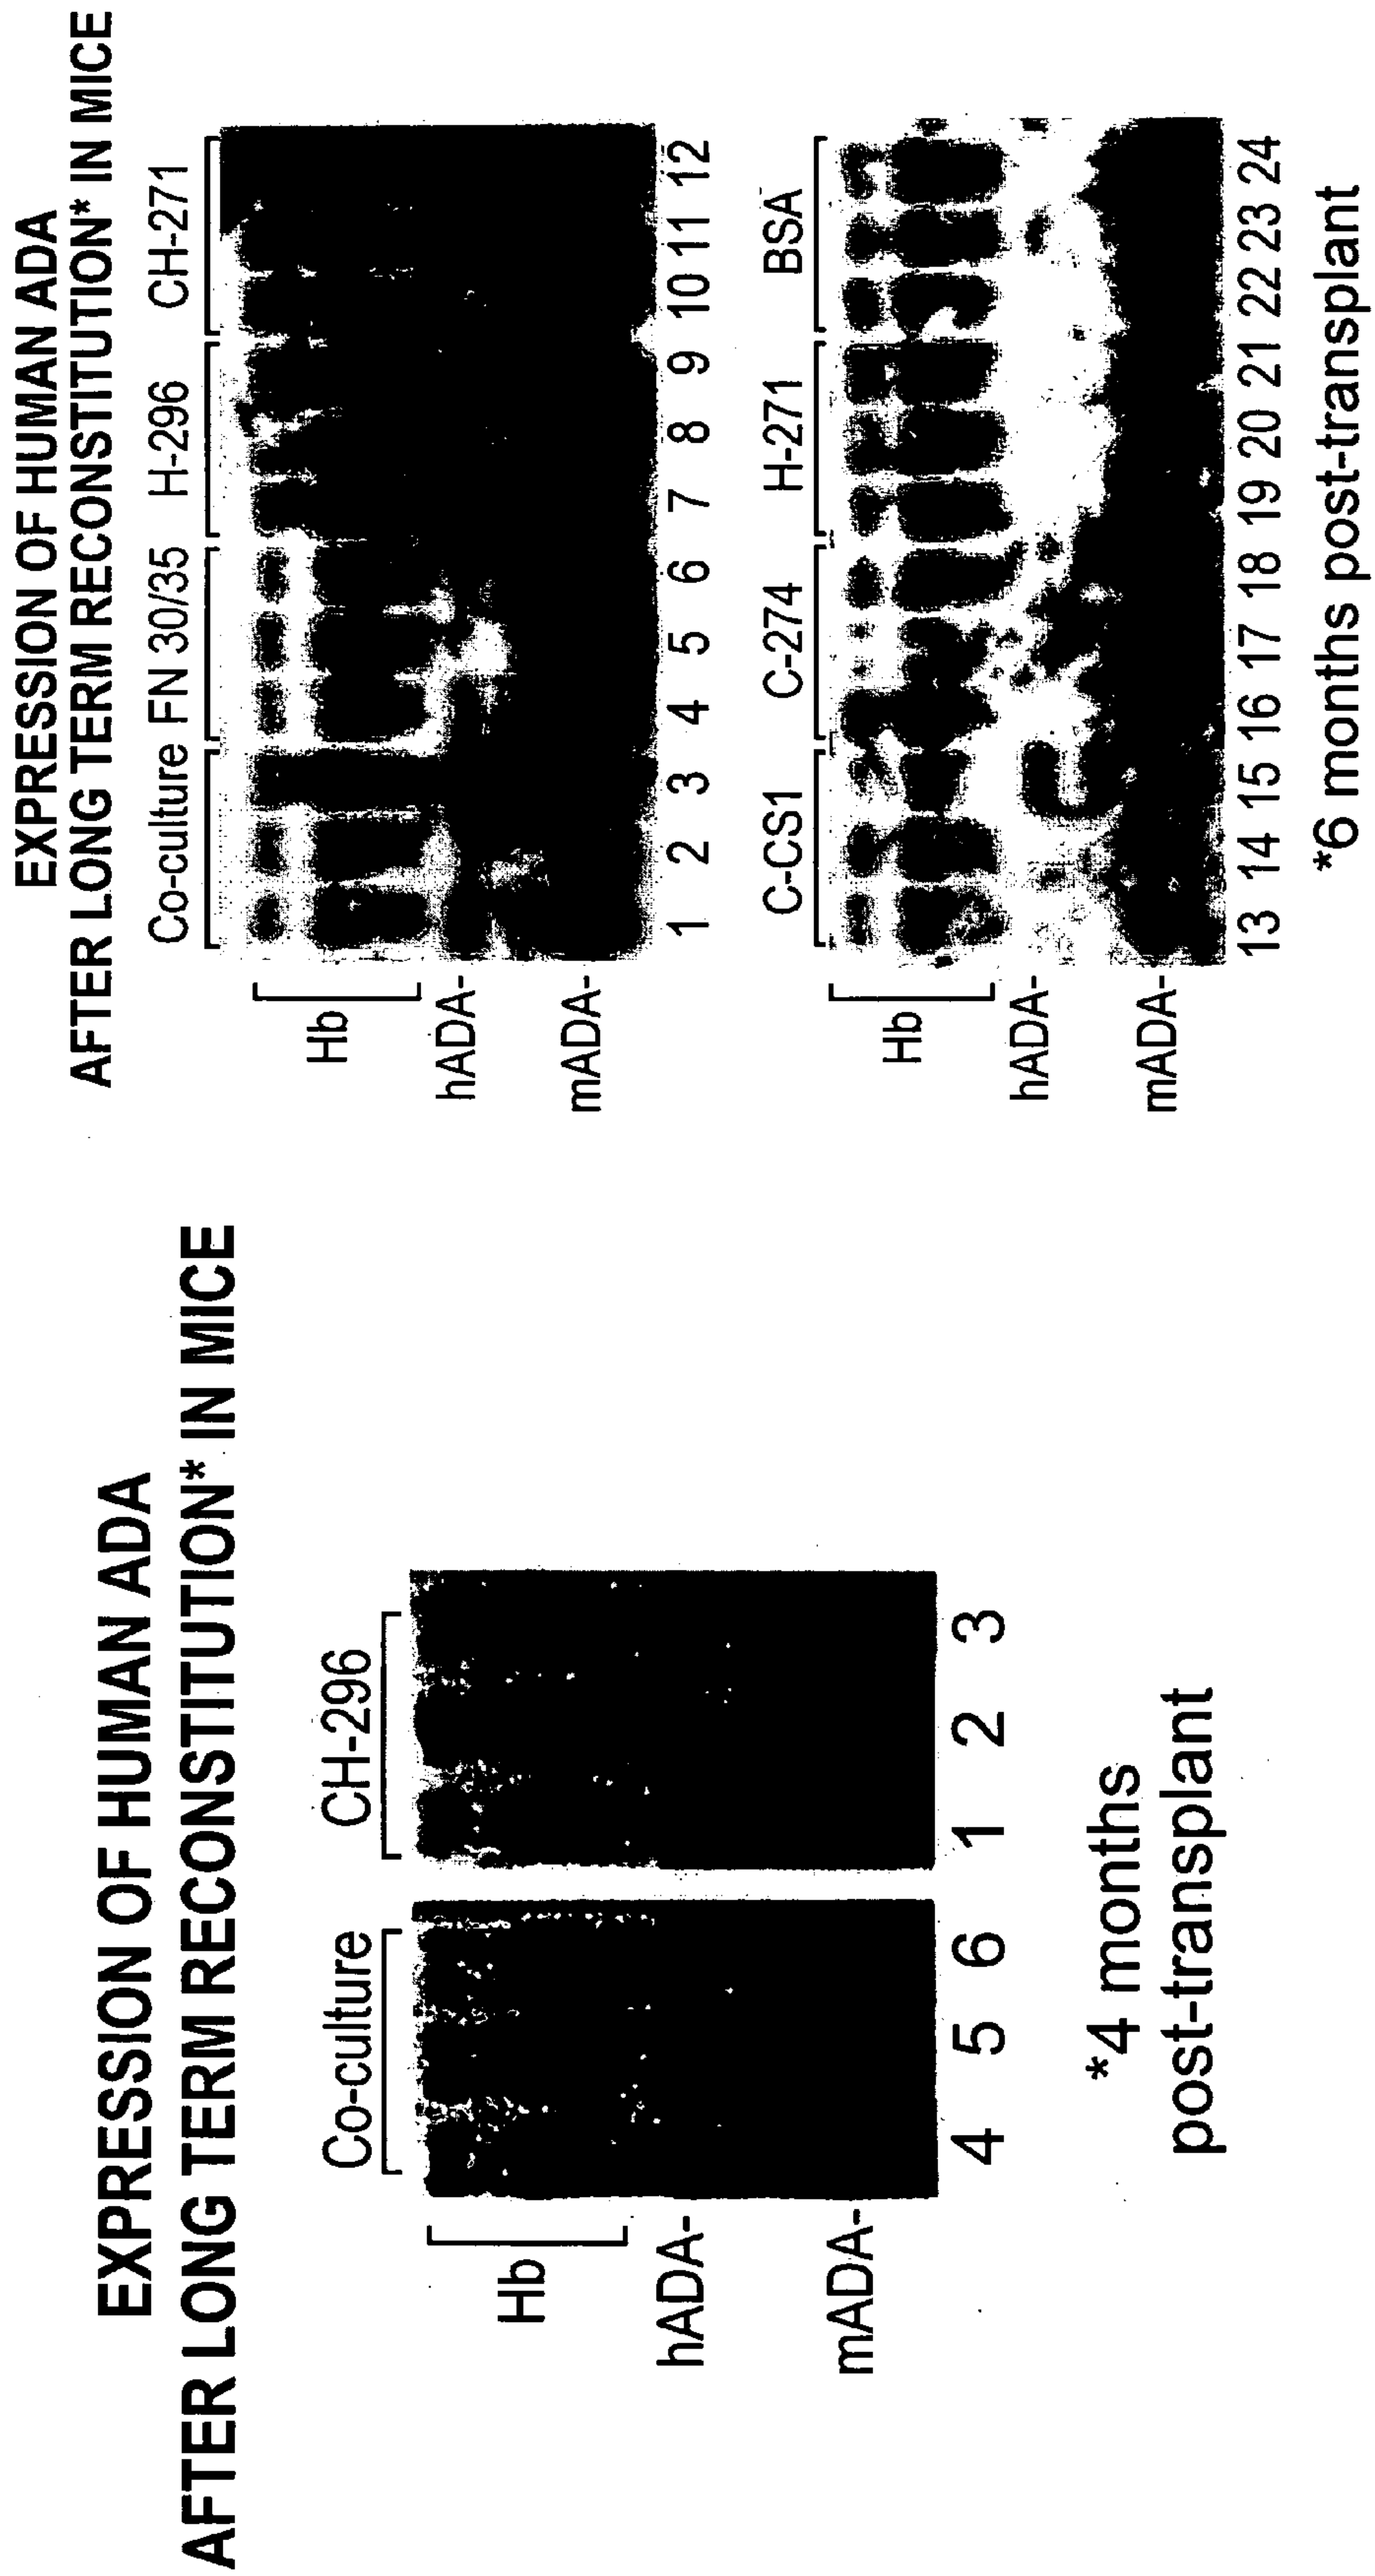 EXPRESSION OF HUMAN ADA
AFTER LONG TERM RECONSTITUTION* IN MICE
Co-culture CH-296
Hb
hADA-
mADA-
4 5 6 1 2 3
*4 months
post-transplant
EXPRESSION OF HUMAN ADA
AFTER LONG TERM RECONSTITUTION* IN MICE
Co-culture FN 30/35 H-296 CH-271
Hb
hADA-
mADA-
1 2 3 4 5 6 7 8 9 10 11 12
C-CS1 C-274 H-271 BSA
Hb
hADA-
mADA-
13 14 15 16 17 18 19 20 21 22 23 24
*6 months post-transplant